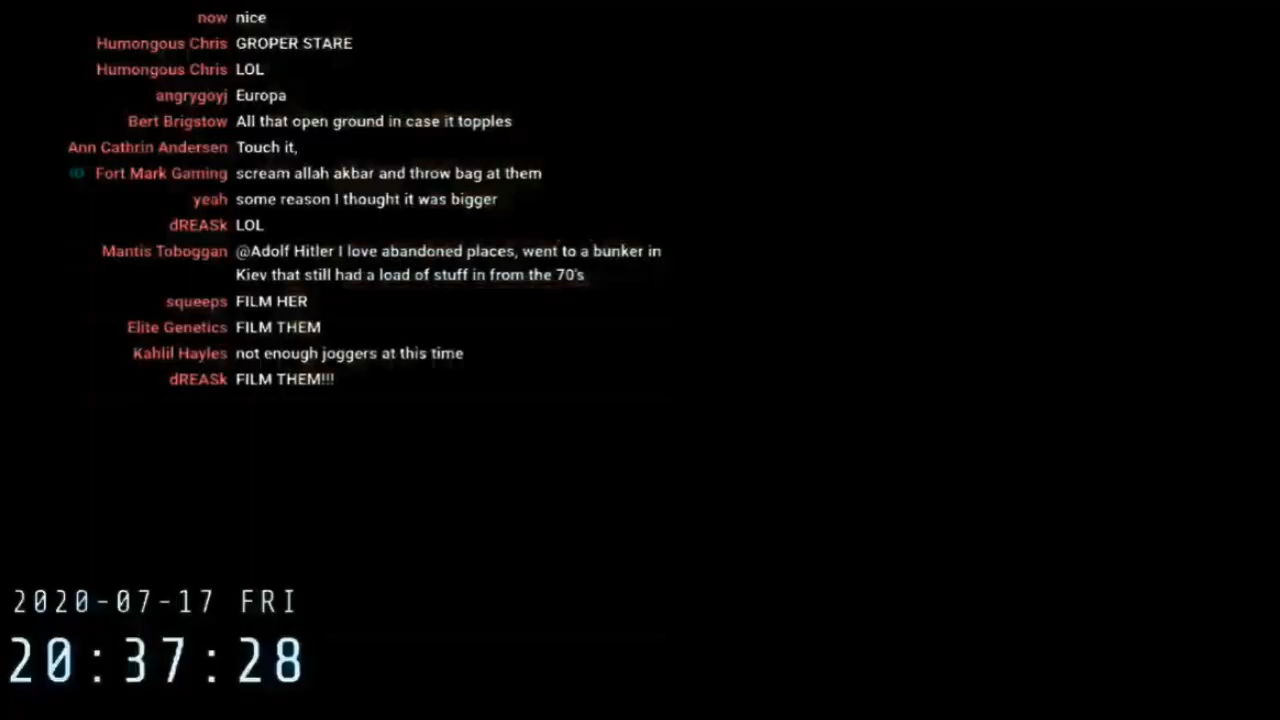 now nice
Humongous Chris GROPER STARE
Humongous Chris LOL
angrygoyj Europa
Bert Brigstow All that open ground in case it topples
Ann Cathrin Andersen Touch it,
Fort Mark Gaming scream allah akbar and throw bag at them
yeah some reason I thought it was bigger
dREASk LOL
Mantis Toboggan @Adolf Hitler I love abandoned places, went to a bunker in
Kiev that still had a load of stuff in from the 70's
squeeps FILM HER
Elite Genetics FILM THEM
Kahlil Hayles not enough joggers at this time
dREASk FILM THEM!!!
2020-07-17 FRI
20:37:28